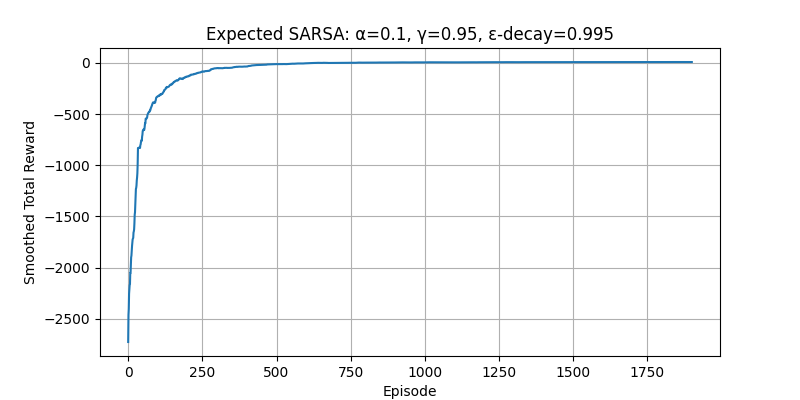 Expected SARSA: α=0.1, γ=0.95, ε-decay=0.995
Smoothed Total Reward
0
−500
−1000
−1500
−2000
−2500
0 250 500 750 1000 1250 1500 1750
Episode